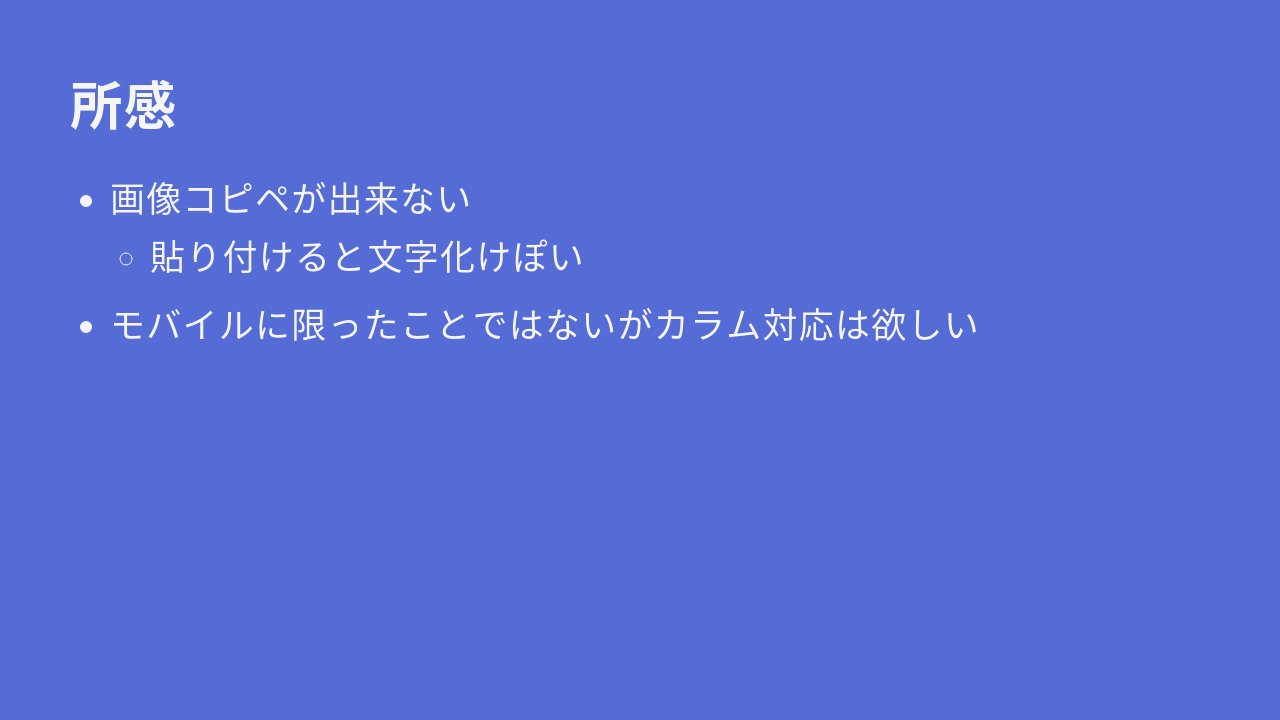 所感
画像コピペが出来ない
貼り付けると文字化けぽい
モバイルに限ったことではないがカラム対応は欲しい